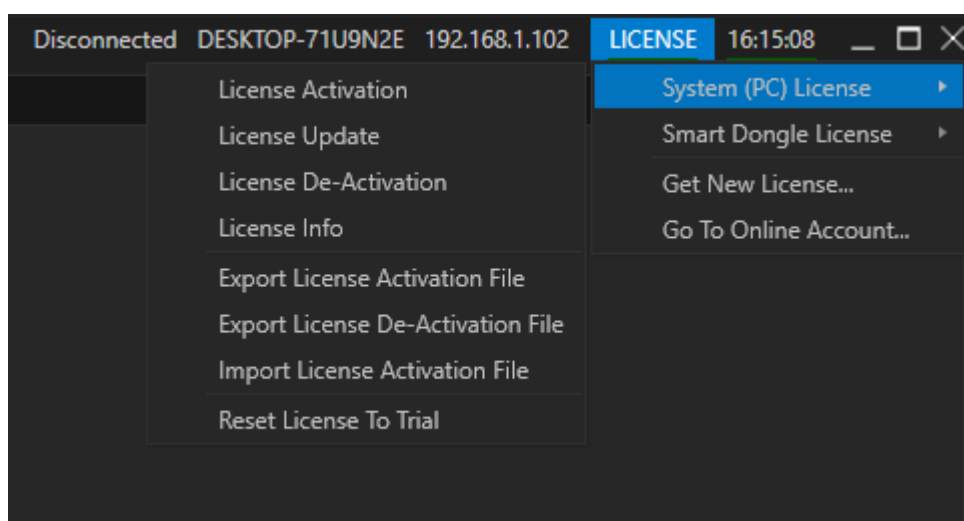 Disconnected DESKTOP-71U9N2E 192.168.1.102 LICENSE 16:15:08
License Activation
License Update
License De-Activation
License Info
Export License Activation File
Export License De-Activation File
Import License Activation File
Reset License To Trial
System (PC) License
Smart Dongle License
Get New License...
Go To Online Account...